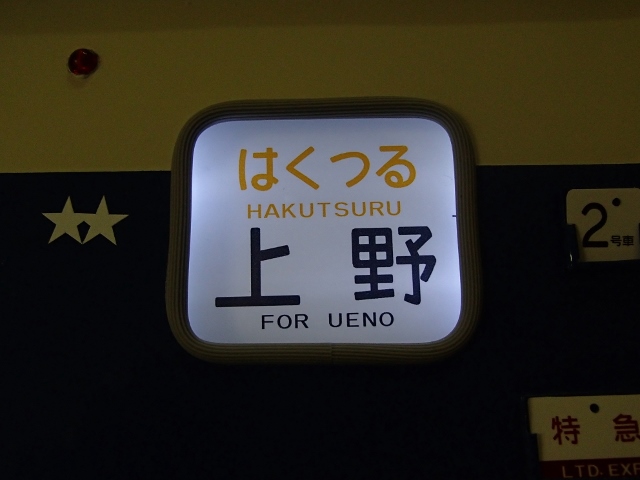 はくつる
HAKUTSURU
上野
FOR UENO
2号車
特急
LTD. EXP